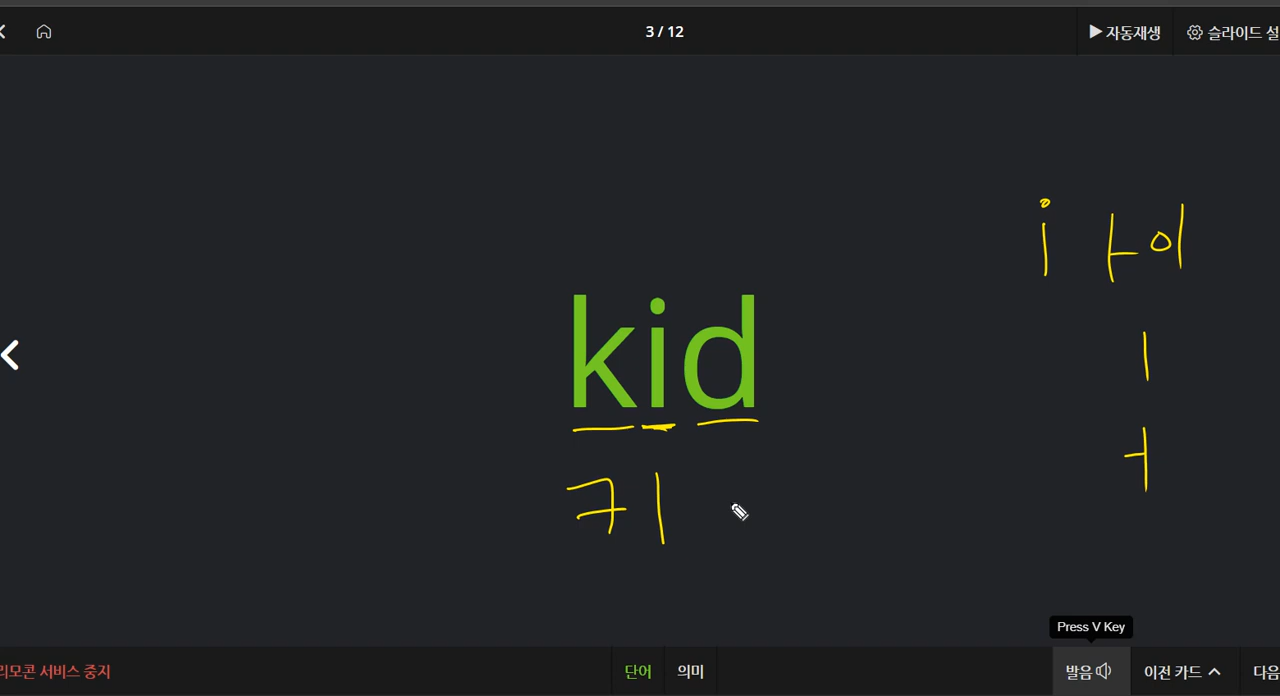 3 / 12
▶ 자동재생
슬라이드 설
i ㅏㅇㅣ
kid
ㅣ
ㅓ
ㅋㅣ
Press V Key
리모콘 서비스 중지
단어
의미
발음
이전 카드
다음